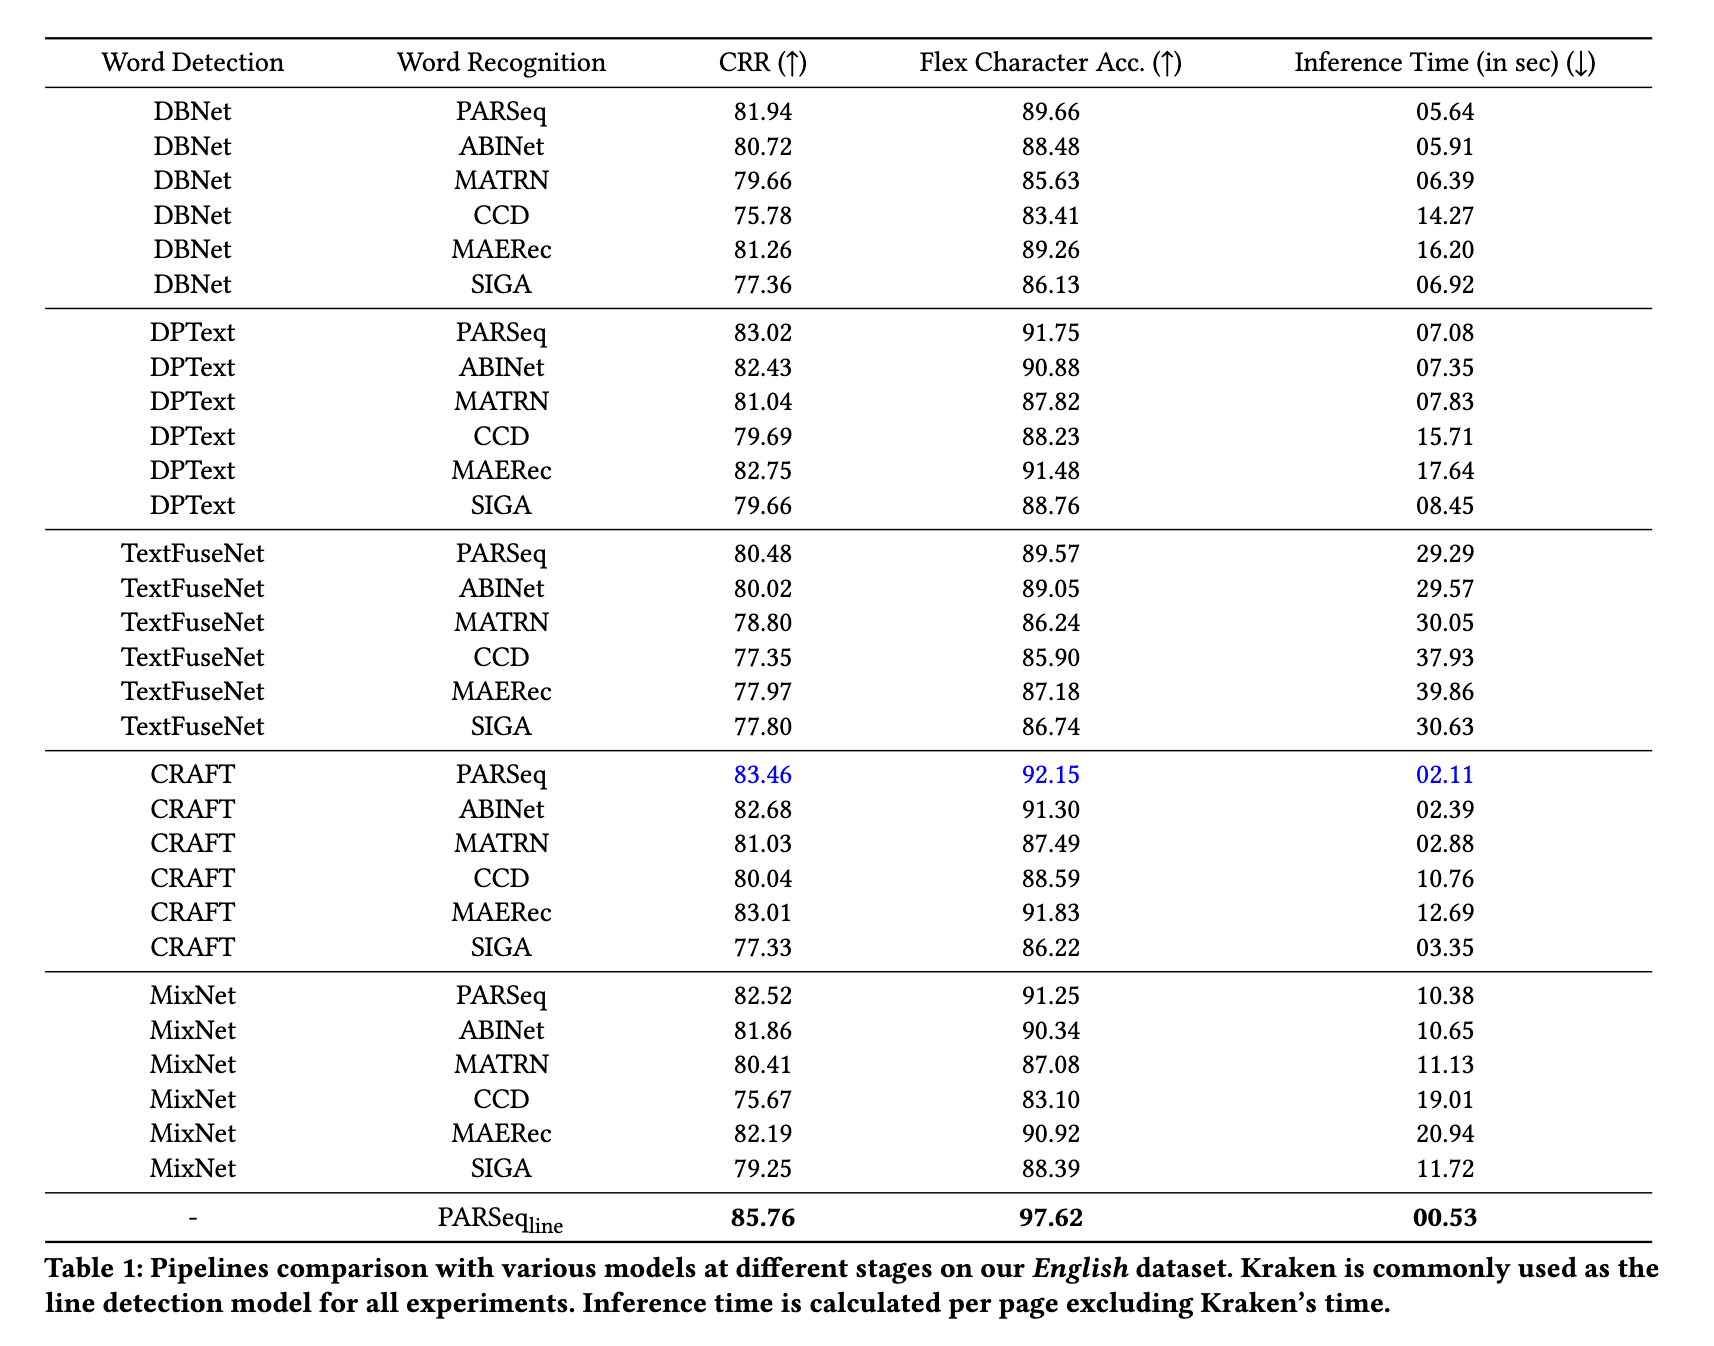 Word Detection Word Recognition CRR (↑) Flex Character Acc. (↑) Inference Time (in sec) (↓)
DBNet PARSeq 81.94 89.66 05.64
DBNet ABINet 80.72 88.48 05.91
DBNet MATRN 79.66 85.63 06.39
DBNet CCD 75.78 83.41 14.27
DBNet MAERec 81.26 89.26 16.20
DBNet SIGA 77.36 86.13 06.92
DPText PARSeq 83.02 91.75 07.08
DPText ABINet 82.43 90.88 07.35
DPText MATRN 81.04 87.82 07.83
DPText CCD 79.69 88.23 15.71
DPText MAERec 82.75 91.48 17.64
DPText SIGA 79.66 88.76 08.45
TextFuseNet PARSeq 80.48 89.57 29.29
TextFuseNet ABINet 80.02 89.05 29.57
TextFuseNet MATRN 78.80 86.24 30.05
TextFuseNet CCD 77.35 85.90 37.93
TextFuseNet MAERec 77.97 87.18 39.86
TextFuseNet SIGA 77.80 86.74 30.63
CRAFT PARSeq 83.46 92.15 02.11
CRAFT ABINet 82.68 91.30 02.39
CRAFT MATRN 81.03 87.49 02.88
CRAFT CCD 80.04 88.59 10.76
CRAFT MAERec 83.01 91.83 12.69
CRAFT SIGA 77.33 86.22 03.35
MixNet PARSeq 82.52 91.25 10.38
MixNet ABINet 81.86 90.34 10.65
MixNet MATRN 80.41 87.08 11.13
MixNet CCD 75.67 83.10 19.01
MixNet MAERec 82.19 90.92 20.94
MixNet SIGA 79.25 88.39 11.72
- PARSeqline 85.76 97.62 00.53
Table 1: Pipelines comparison with various models at different stages on our English dataset. Kraken is commonly used as the
line detection model for all experiments. Inference time is calculated per page excluding Kraken's time.